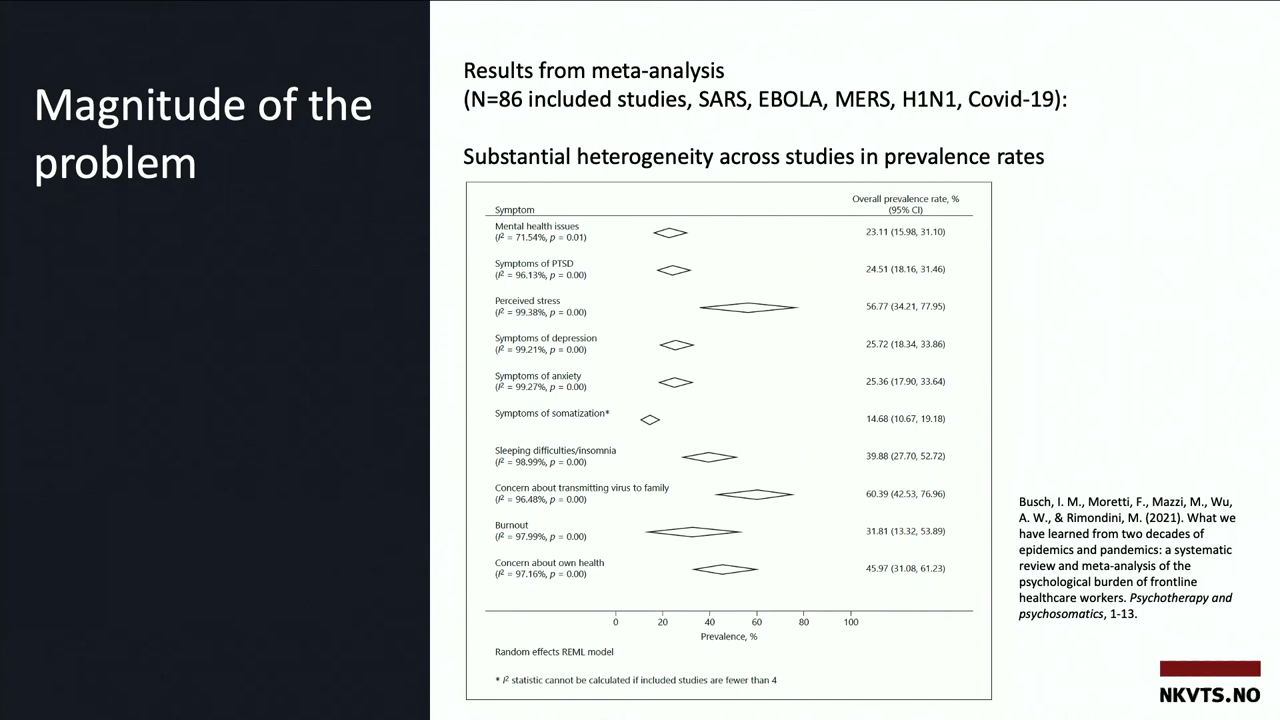 Magnitude of the
problem
Results from meta-analysis
(N=86 included studies, SARS, EBOLA, MERS, H1N1, Covid-19):
Substantial heterogeneity across studies in prevalence rates
Symptom
Overall prevalence rate, %
(95% CI)
Mental health issues
(I² = 71.54%, p = 0.01)
23.11 (15.98, 31.10)
Symptoms of PTSD
(I² = 96.13%, p = 0.00)
24.51 (18.16, 31.46)
Perceived stress
(I² = 99.38%, p = 0.00)
56.77 (34.21, 77.95)
Symptoms of depression
(I² = 99.21%, p = 0.00)
25.72 (18.34, 33.86)
Symptoms of anxiety
(I² = 99.27%, p = 0.00)
25.36 (17.90, 33.64)
Symptoms of somatization*
14.68 (10.67, 19.18)
Sleeping difficulties/insomnia
(I² = 98.99%, p = 0.00)
39.88 (27.70, 52.72)
Concern about transmitting virus to family
(I² = 96.48%, p = 0.00)
60.39 (42.53, 76.96)
Burnout
(I² = 97.99%, p = 0.00)
31.81 (13.32, 53.89)
Concern about own health
(I² = 97.16%, p = 0.00)
45.97 (31.08, 61.23)
0 20 40 60 80 100
Prevalence, %
Random effects REML model
* I² statistic cannot be calculated if included studies are fewer than 4
Busch, I. M., Moretti, F., Mazzi, M., Wu,
A. W., & Rimondini, M. (2021). What we
have learned from two decades of
epidemics and pandemics: a systematic
review and meta-analysis of the
psychological burden of frontline
healthcare workers. Psychotherapy and
psychosomatics, 1-13.
NKVTS.NO